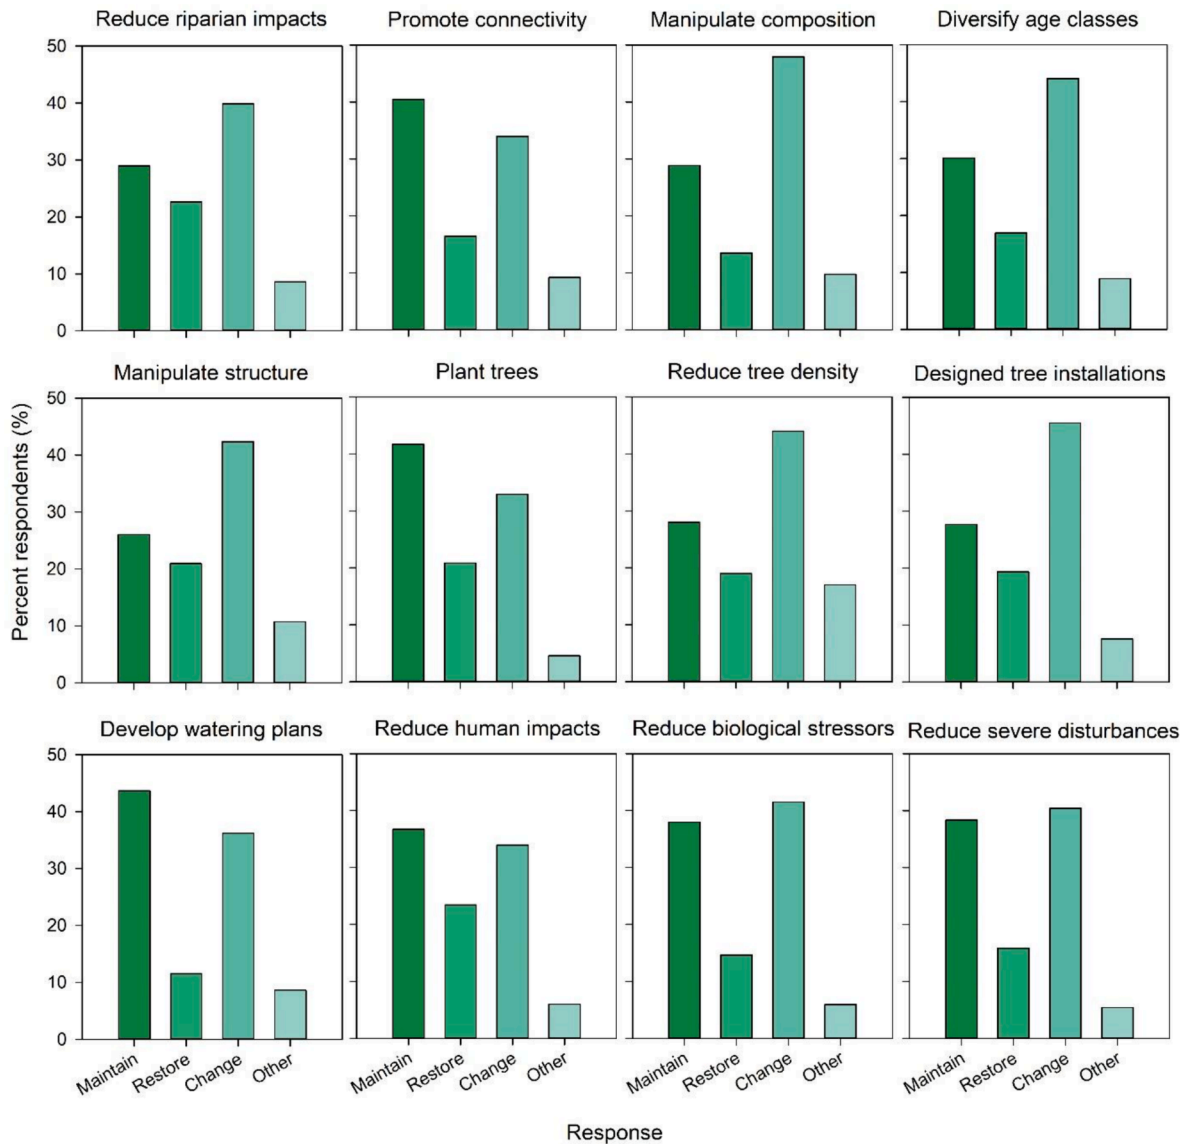 Reduce riparian impacts
Promote connectivity
Manipulate composition
Diversify age classes
50
40
30
20
10
0
Manipulate structure
Plant trees
Reduce tree density
Designed tree installations
50
40
30
20
10
0
Percent respondents (%)
Develop watering plans
Reduce human impacts
Reduce biological stressors
Reduce severe disturbances
50
40
30
20
10
0
Maintain
Restore
Change
Other
Maintain
Restore
Change
Other
Maintain
Restore
Change
Other
Maintain
Restore
Change
Other
Response